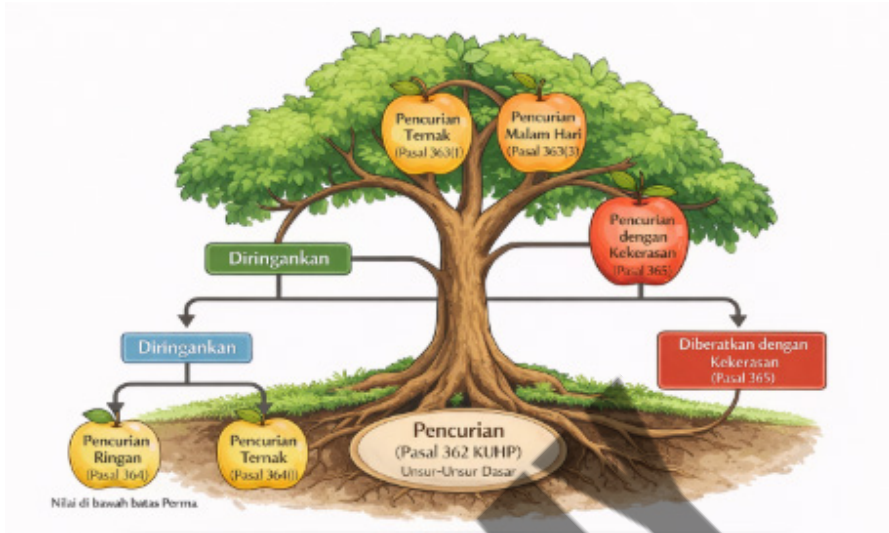 Pencurian
Ternak
(Pasal 363(1)
Pencurian
Malam Hari
(Pasal 363(3)
Pencurian
dengan
Kekerasan
(Pasal 365)
Diringankan
Diringankan
Diberatkan dengan
Kekerasan
(Pasal 365)
Pencurian
Ringan
(Pasal 364)
Pencurian
Ternak
(Pasal 364())
Pencurian
(Pasal 362 KUHP)
Unsur-Unsur Dasar
Nilai di bawah batas Perma